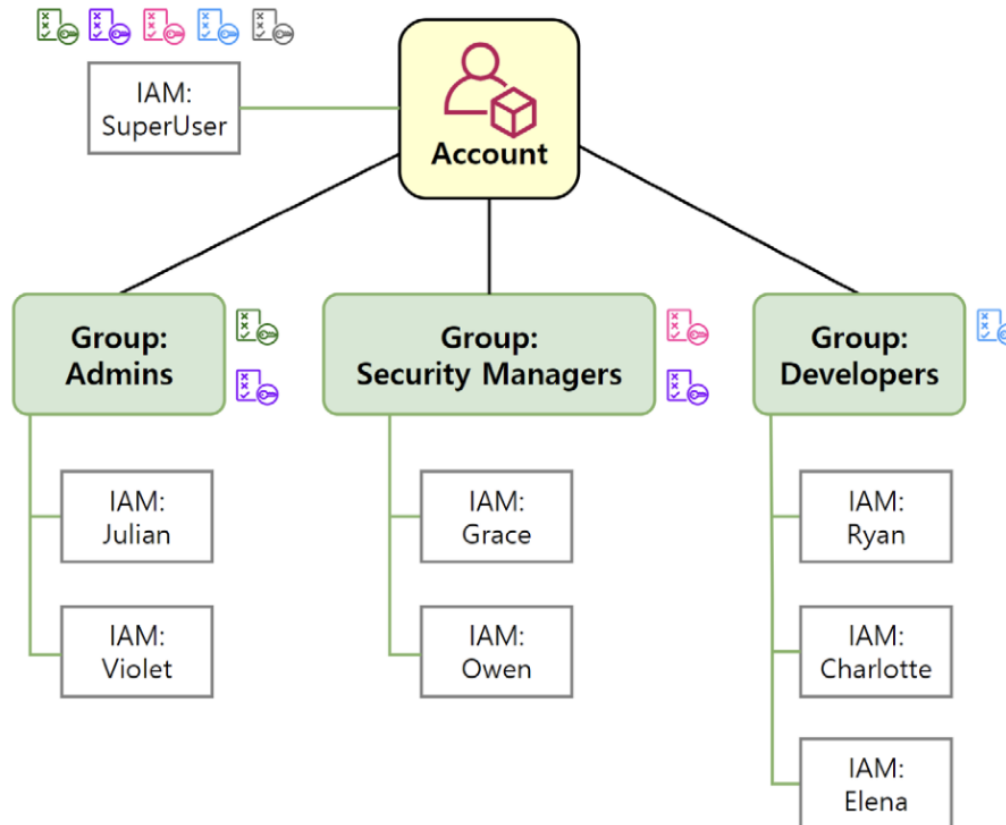 IAM:
SuperUser
Account
Group:
Admins
Group:
Security Managers
Group:
Developers
IAM:
Julian
IAM:
Grace
IAM:
Ryan
IAM:
Violet
IAM:
Owen
IAM:
Charlotte
IAM:
Elena